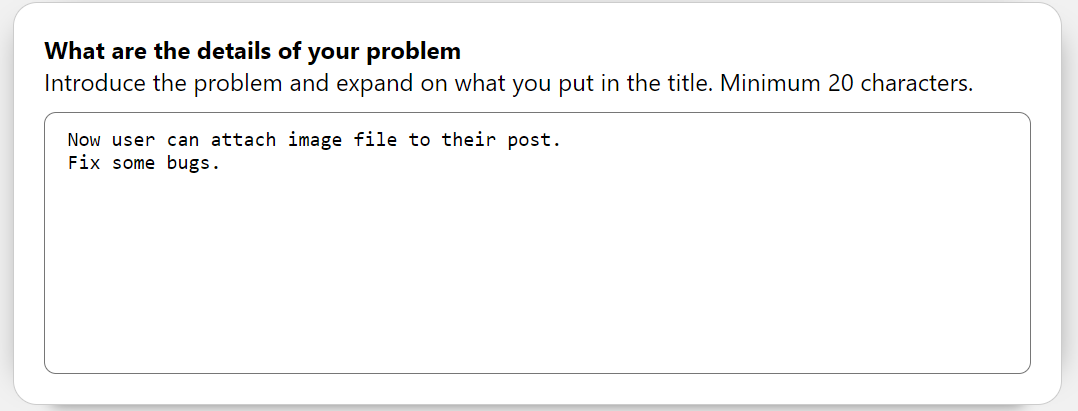 What are the details of your problem
Introduce the problem and expand on what you put in the title. Minimum 20 characters.
Now user can attach image file to their post.
Fix some bugs.